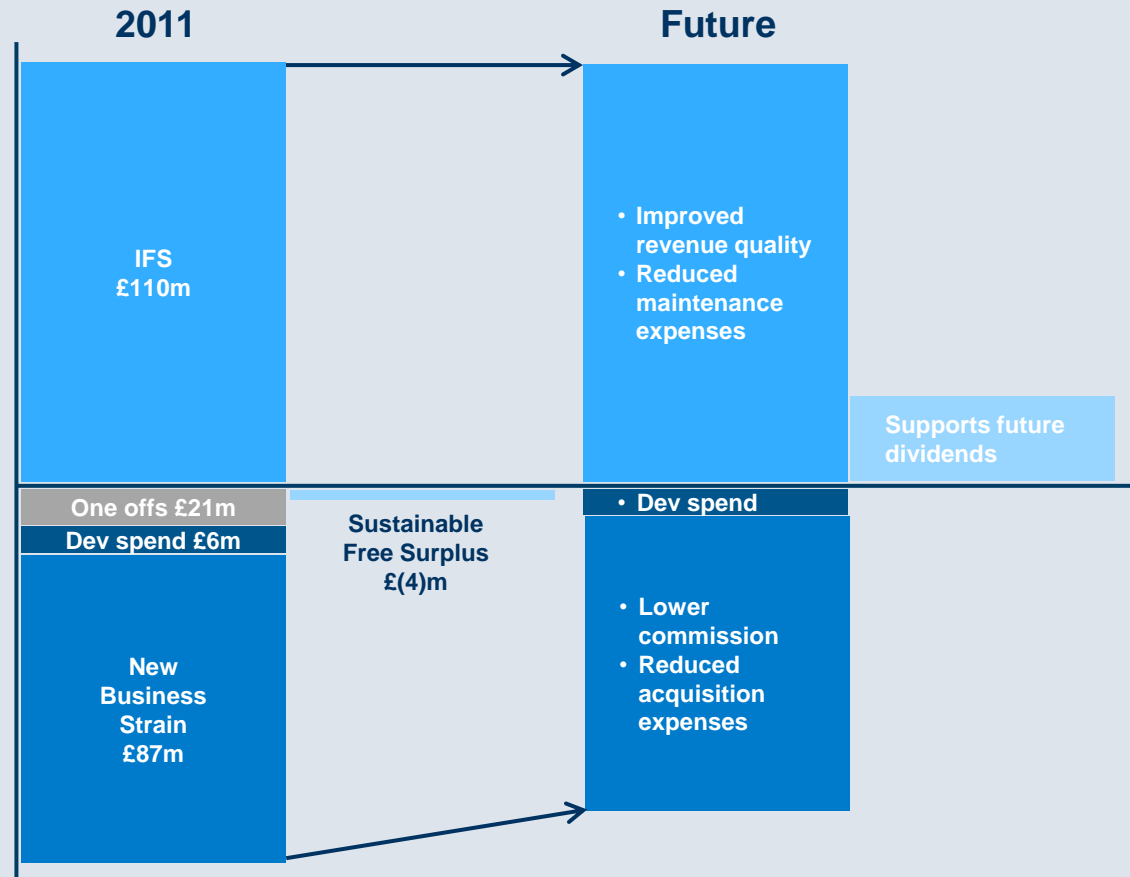 2011
Future
IFS
£110m
• Improved
revenue quality
• Reduced
maintenance
expenses
Supports future
dividends
One offs £21m
Dev spend £6m
New
Business
Strain
£87m
Sustainable
Free Surplus
£(4)m
• Dev spend
• Lower
commission
• Reduced
acquisition
expenses